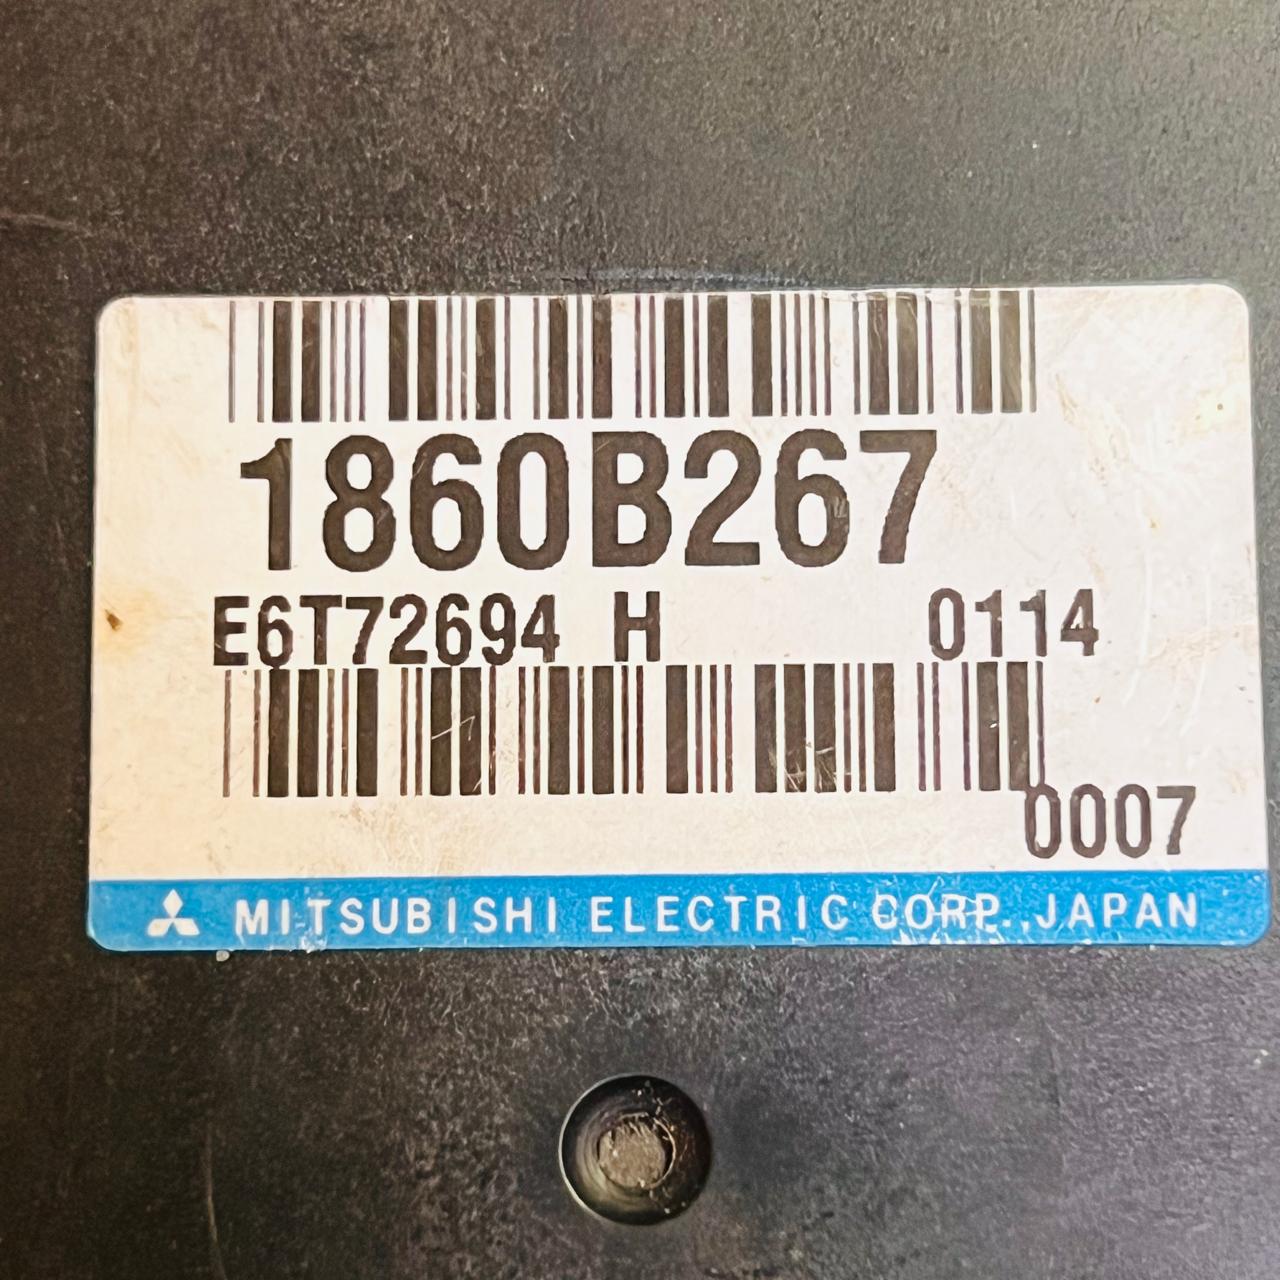 1860B267
E6T72694 H 0114
0007
MITSUBISHI ELECTRIC CORP. JAPAN